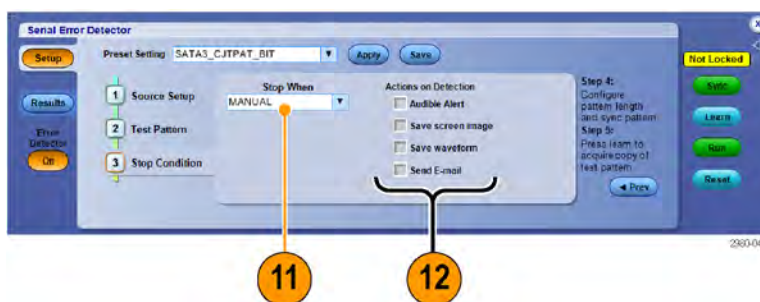 Serial Error Detector
x
Setup
Preset Setting SATA3_CJTPAT_BIT Apply Save
Not Locked
Results
Error
Detector
On
1 Source Setup
2 Test Pattern
3 Stop Condition
Stop When
MANUAL
Actions on Detection
Audible Alert
Save screen image
Save waveform
Send E-mail
Step 4:
Configure
pattern length
and sync pattern.
Step 5:
Press learn to
acquire copy of
test pattern.
Prev
Sync
Learn
Run
Reset
11
12